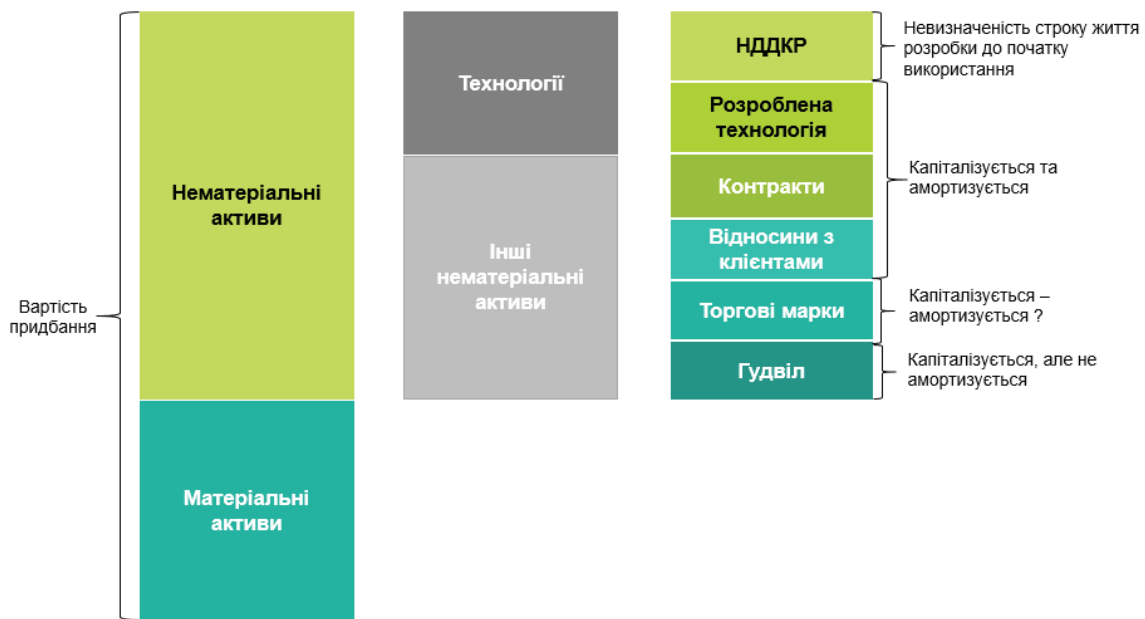 Вартість
придбання
Нематеріальні
активи
Матеріальні
активи
Технології
Інші
нематеріальні
активи
НДДКР
Розроблена
технологія
Контракти
Відносини з
клієнтами
Торгові марки
Гудвіл
Невизначеність строку життя
розробки до початку
використання
Капіталізується та
амортизується
Капіталізується –
амортизується ?
Капіталізується, але не
амортизується